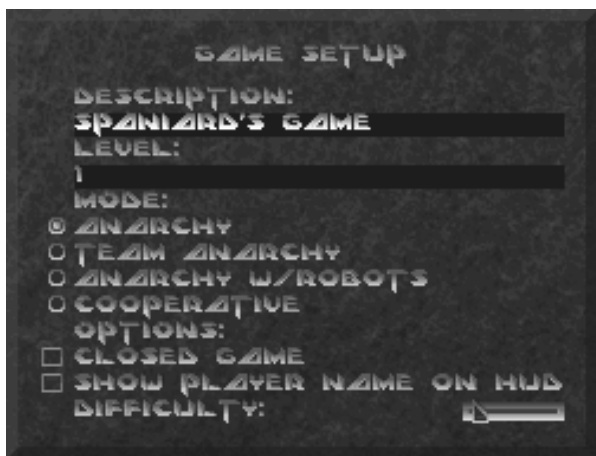 GAME SETUP
DESCRIPTION:
SPANIARD'S GAME
LEVEL:
1
MODE:
ANARCHY
TEAM ANARCHY
ANARCHY W/ROBOTS
COOPERATIVE
OPTIONS:
CLOSED GAME
SHOW PLAYER NAME ON HUD
DIFFICULTY: